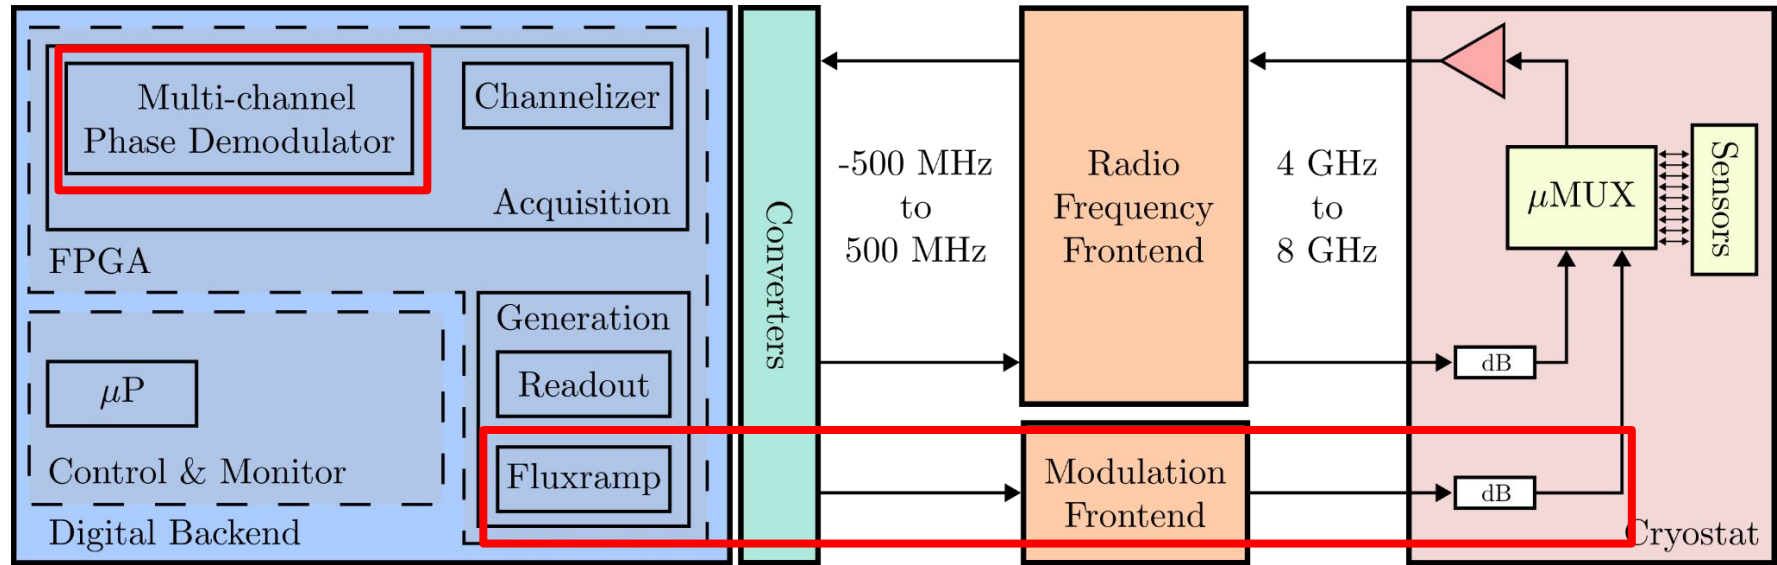 Multi-channel
Phase Demodulator
Channelizer
Acquisition
FPGA
Generation
Readout
Fluxramp
μP
Control & Monitor
Digital Backend
Converters
-500 MHz
to
500 MHz
Radio
Frequency
Frontend
Modulation
Frontend
4 GHz
to
8 GHz
μMUX
Sensors
dB
dB
Cryostat